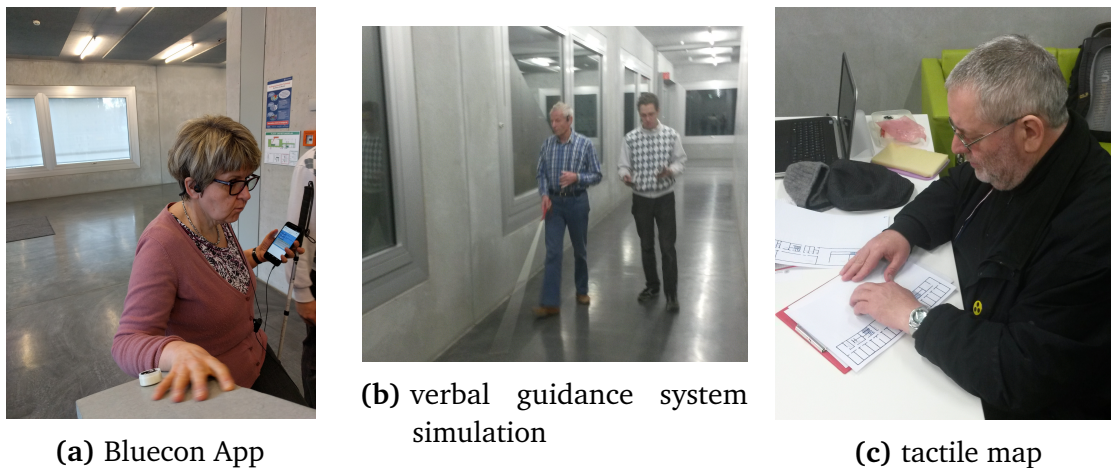 (a) Bluecon App
(b) verbal guidance system
simulation
(c) tactile map